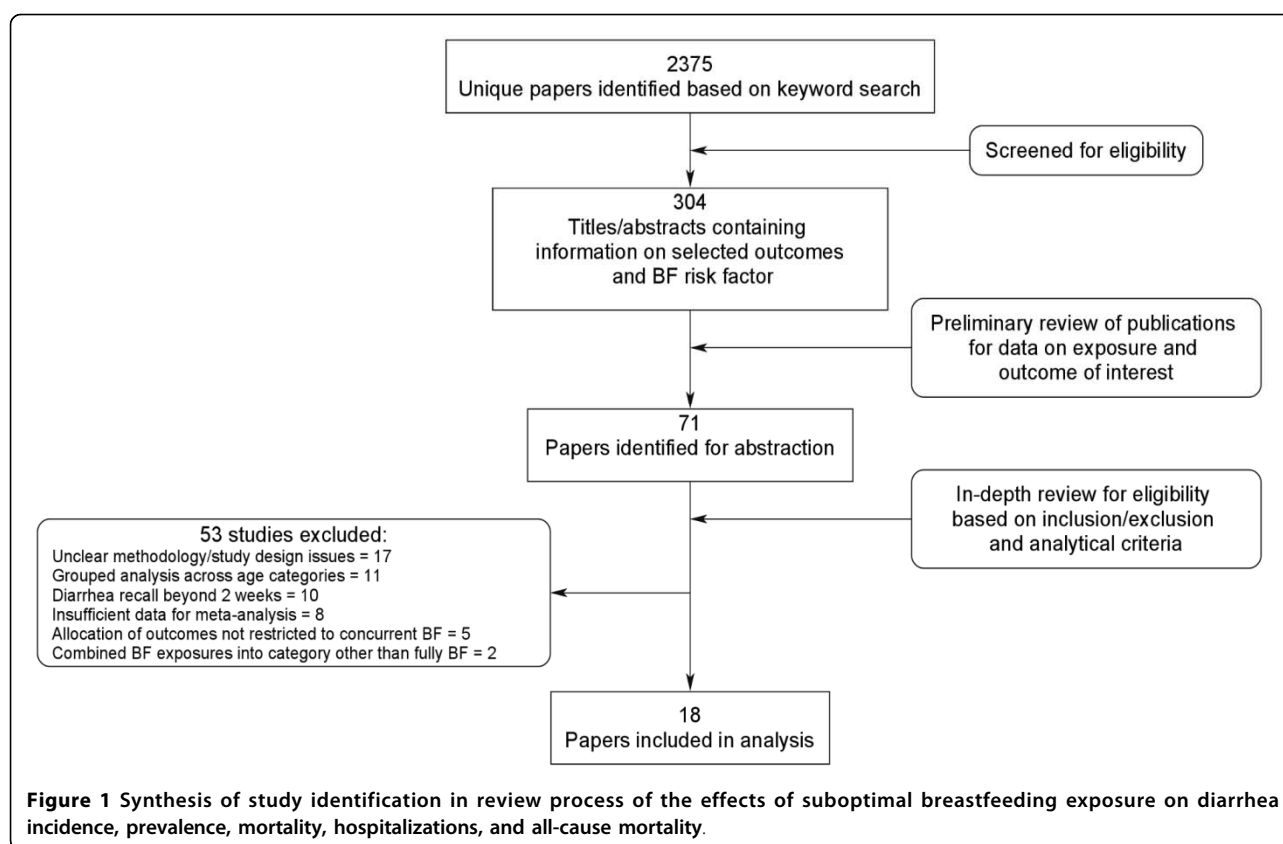 2375
Unique papers identified based on keyword search
Screened for eligibility
304
Titles/abstracts containing
information on selected outcomes
and BF risk factor
Preliminary review of publications
for data on exposure and
outcome of interest
71
Papers identified for abstraction
In-depth review for eligibility
based on inclusion/exclusion
and analytical criteria
53 studies excluded:
Unclear methodology/study design issues = 17
Grouped analysis across age categories = 11
Diarrhea recall beyond 2 weeks = 10
Insufficient data for meta-analysis = 8
Allocation of outcomes not restricted to concurrent BF = 5
Combined BF exposures into category other than fully BF = 2
18
Papers included in analysis
Figure 1 Synthesis of study identification in review process of the effects of suboptimal breastfeeding exposure on diarrhea
incidence, prevalence, mortality, hospitalizations, and all-cause mortality.